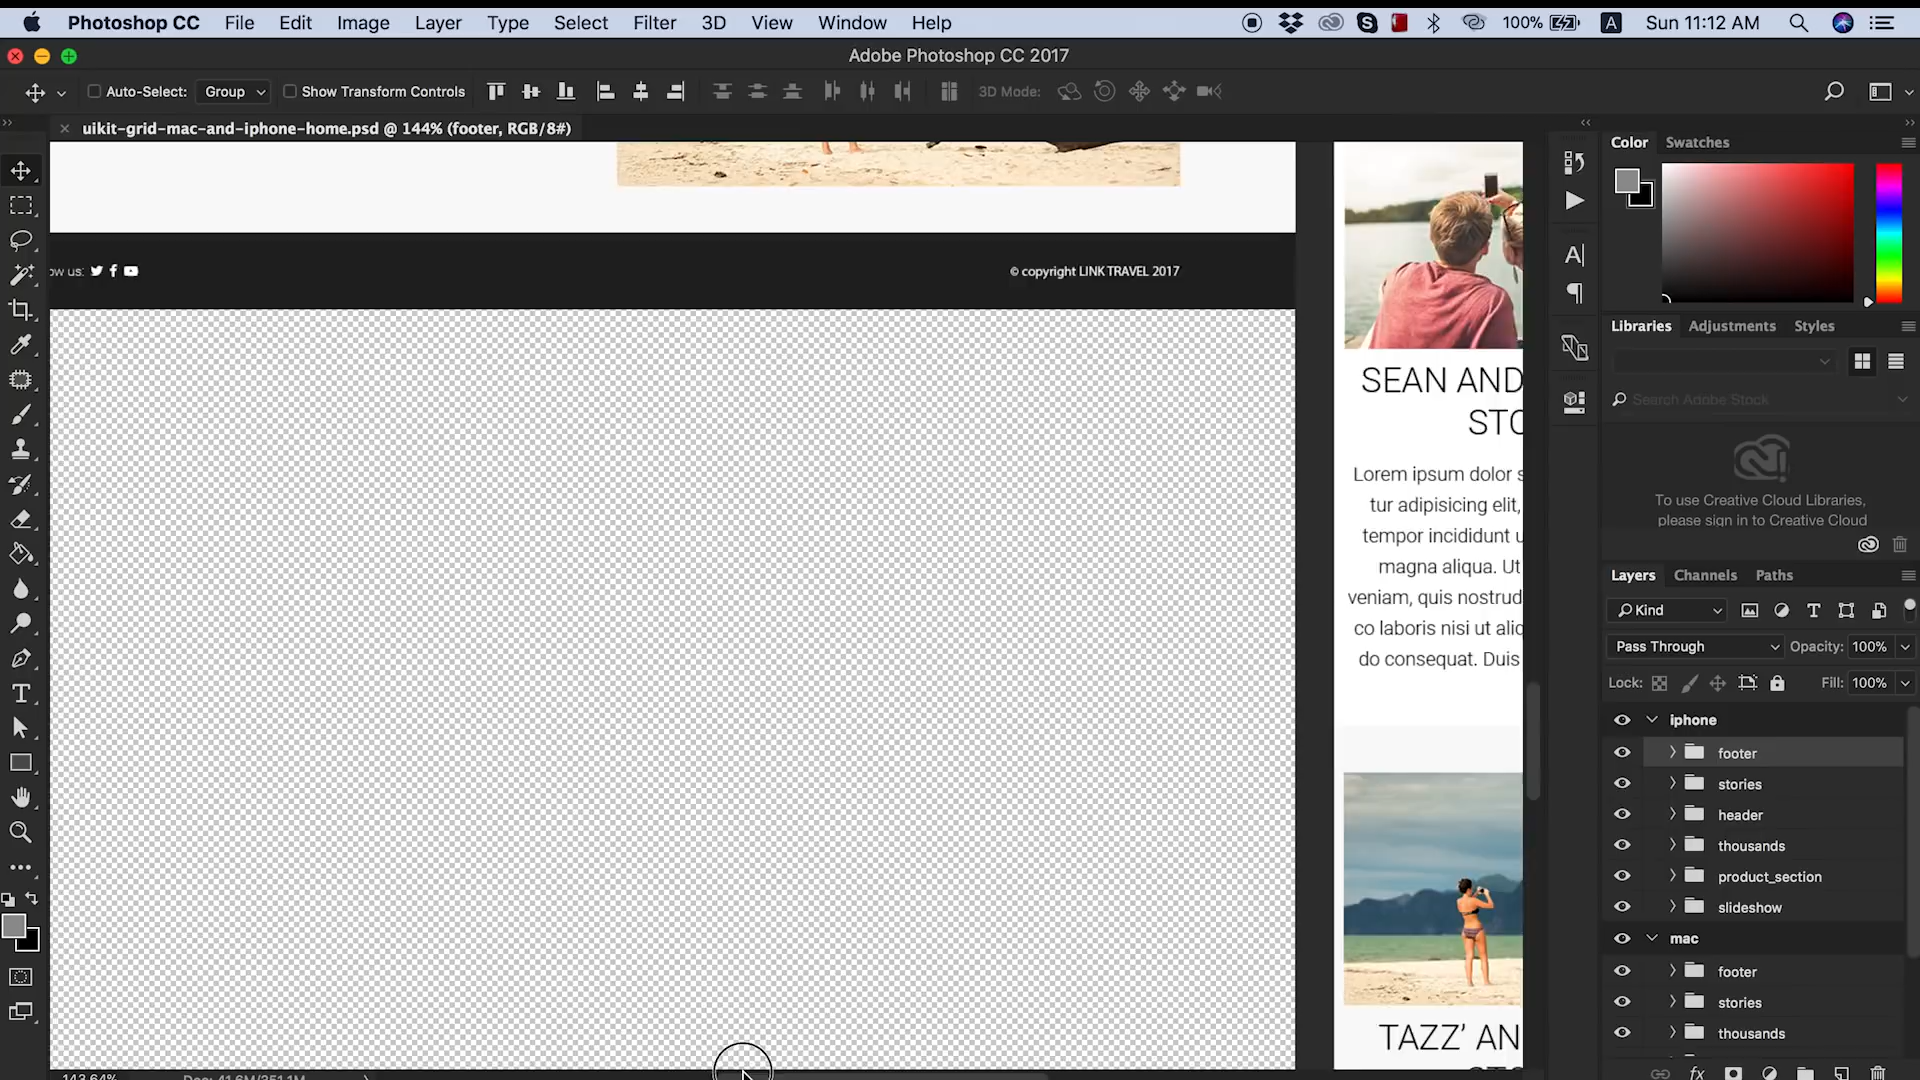 Photoshop CC File Edit Image Layer Type Select Filter 3D View Window Help 100% A Sun 11:12 AM
Adobe Photoshop CC 2017
Auto-Select: Group Show Transform Controls 3D Mode:
uikit-grid-mac-and-iphone-home.psd @ 144% (footer, RGB/8#)
Color Swatches
ow us:
© copyright LINK TRAVEL 2017
SEAN AND
STO
Lorem ipsum dolor s
tur adipisicing elit,
tempor incididunt u
magna aliqua. Ut
veniam, quis nostrud
co laboris nisi ut aliq
do consequat. Duis
TAZZ' AN
Libraries Adjustments Styles
Search Adobe Stock
To use Creative Cloud Libraries,
please sign in to Creative Cloud
Layers Channels Paths
Kind
Pass Through Opacity: 100%
Lock: Fill: 100%
iphone
footer
stories
header
thousands
product_section
slideshow
mac
footer
stories
thousands